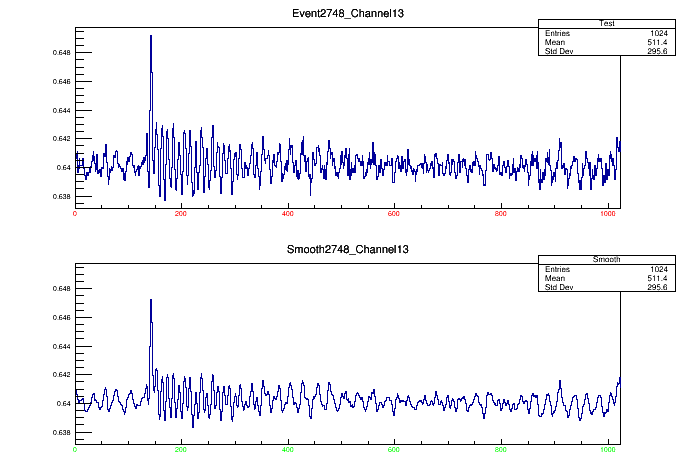 Event2748_Channel13
Test
Entries 1024
Mean 511.4
Std Dev 295.6
0.648
0.646
0.644
0.642
0.64
0.638
0 200 400 600 800 1000
Smooth2748_Channel13
Smooth
Entries 1024
Mean 511.4
Std Dev 295.6
0.648
0.646
0.644
0.642
0.64
0.638
0 200 400 600 800 1000